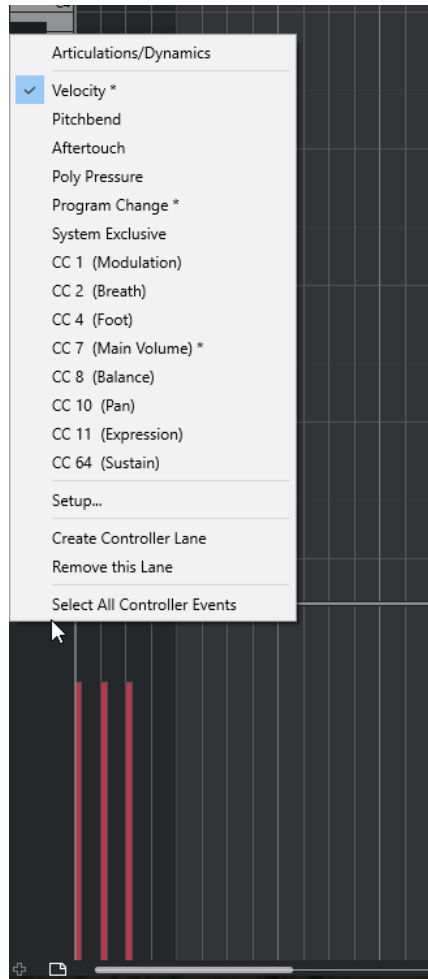 Articulations/Dynamics
Velocity *
Pitchbend
Aftertouch
Poly Pressure
Program Change *
System Exclusive
CC 1 (Modulation)
CC 2 (Breath)
CC 4 (Foot)
CC 7 (Main Volume) *
CC 8 (Balance)
CC 10 (Pan)
CC 11 (Expression)
CC 64 (Sustain)
Setup...
Create Controller Lane
Remove this Lane
Select All Controller Events